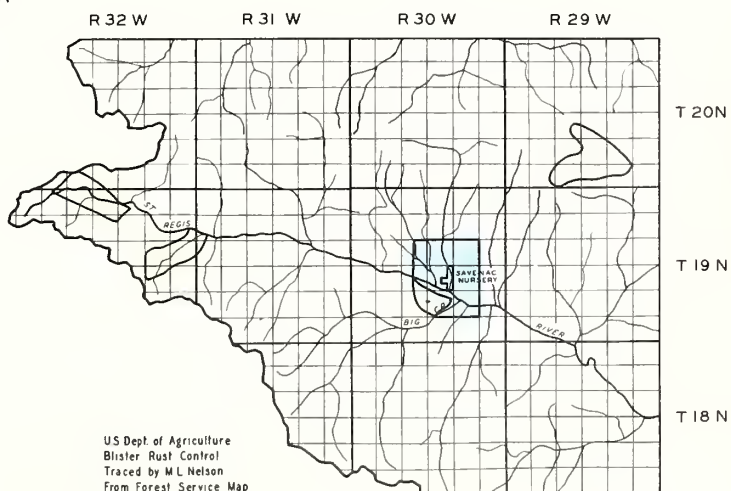 R 32 W R 31 W R 30 W R 29 W
T 20 N
ST
REGIS
T 19 N
SAVENAC
NURSERY
CR
BIG
RIVER
T 18 N
U.S Dept. of Agriculture
Blister Rust Control
Traced by M L Nelson
From Forest Service Map